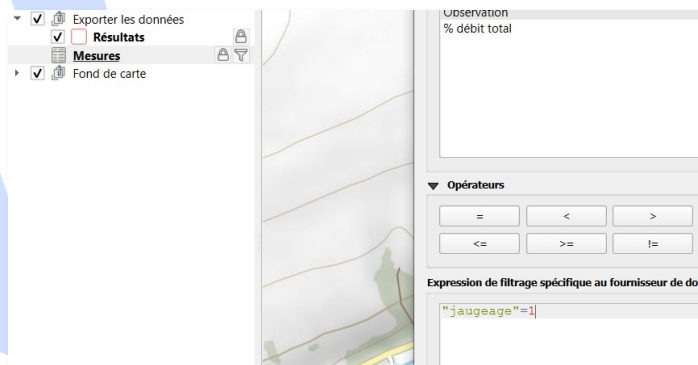 Exporter les données
Résultats
Mesures
Fond de carte
Observation
% débit total
Opérateurs
= < >
<= >= !=
Expression de filtrage spécifique au fournisseur de do
"jaugeage"=1